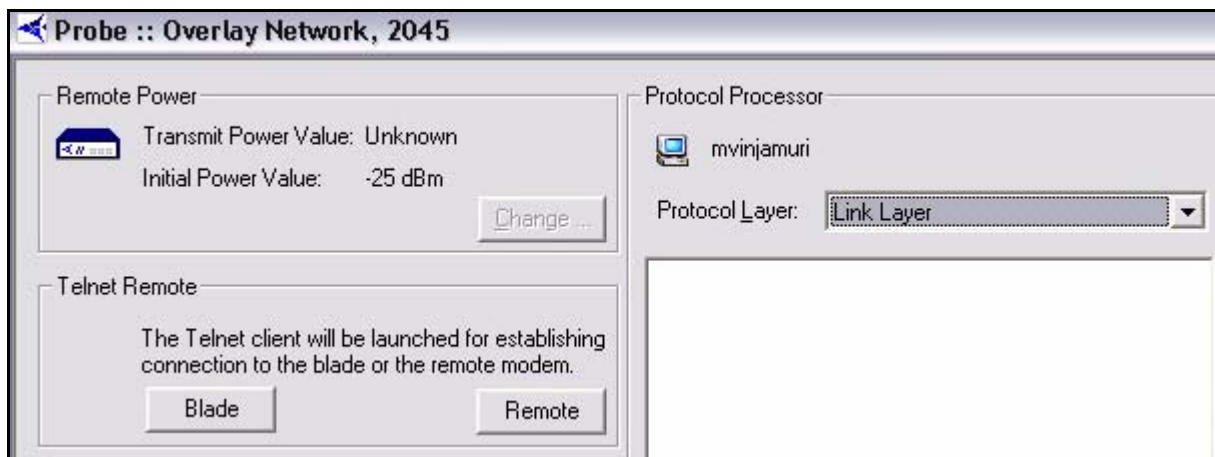 Probe :: Overlay Network, 2045
Remote Power
Transmit Power Value: Unknown
Initial Power Value: -25 dBm
Change ...
Telnet Remote
The Telnet client will be launched for establishing
connection to the blade or the remote modem.
Blade
Remote
Protocol Processor
mvinjamuri
Protocol Layer: Link Layer